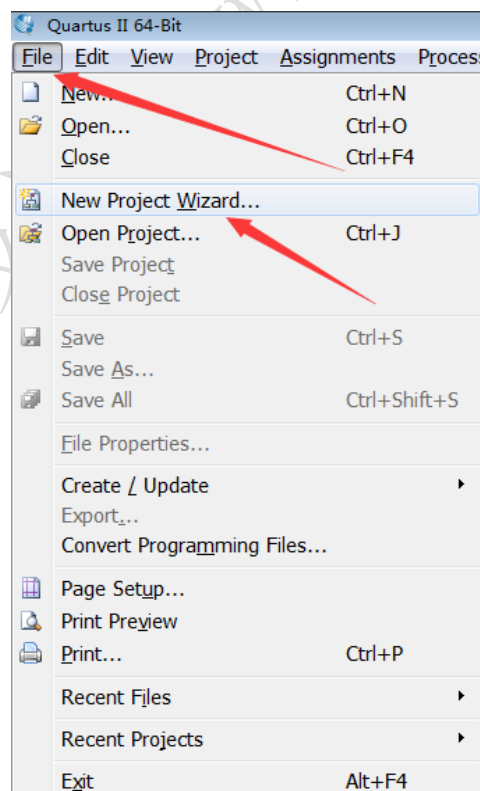 Quartus II 64-Bit
File Edit View Project Assignments Proces
New... Ctrl+N
Open... Ctrl+O
Close Ctrl+F4
New Project Wizard...
Open Project... Ctrl+J
Save Project
Close Project
Save Ctrl+S
Save As...
Save All Ctrl+Shift+S
File Properties...
Create / Update
Export...
Convert Programming Files...
Page Setup...
Print Preview
Print... Ctrl+P
Recent Files
Recent Projects
Exit Alt+F4